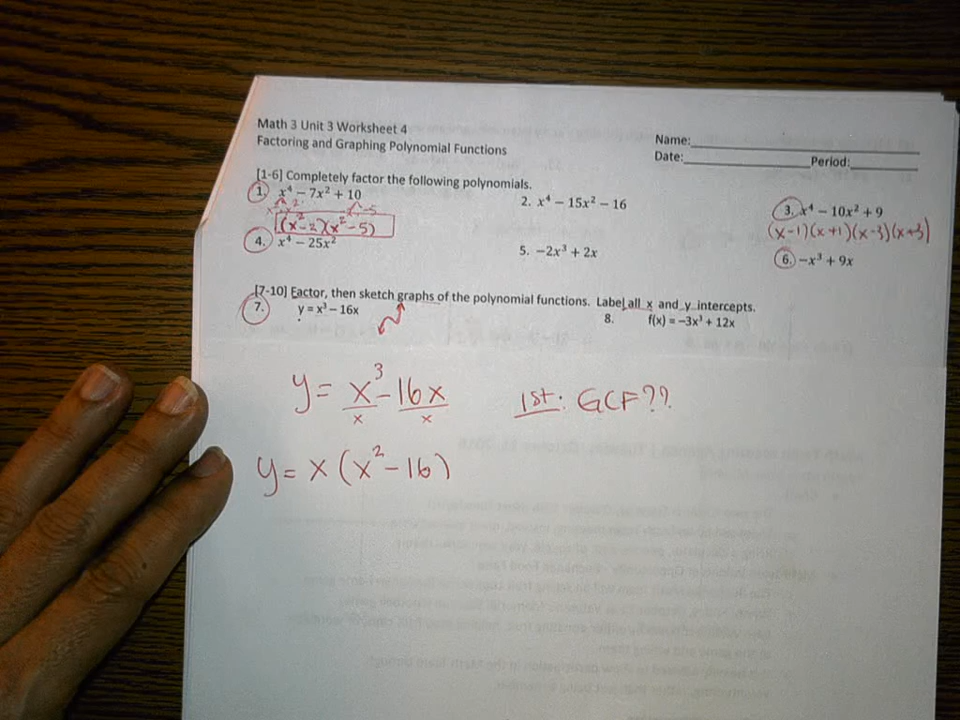 Math 3 Unit 3 Worksheet 4
Factoring and Graphing Polynomial Functions
Name:
Date: Period:
[1-6] Completely factor the following polynomials.
1. x⁴ − 7x² + 10
2. x⁴ − 15x² − 16
3. x⁴ − 10x² + 9
(x²-2)(x²-5)
(x-1)(x+1)(x-3)(x+3)
4. x⁴ − 25x²
5. −2x³ + 2x
6. −x³ + 9x
[7-10] Factor, then sketch graphs of the polynomial functions. Label all x and y intercepts.
7. y = x³ − 16x
8. f(x) = −3x³ + 12x
y = x³ - 16x
x x
1st: GCF??
y = x (x² - 16)